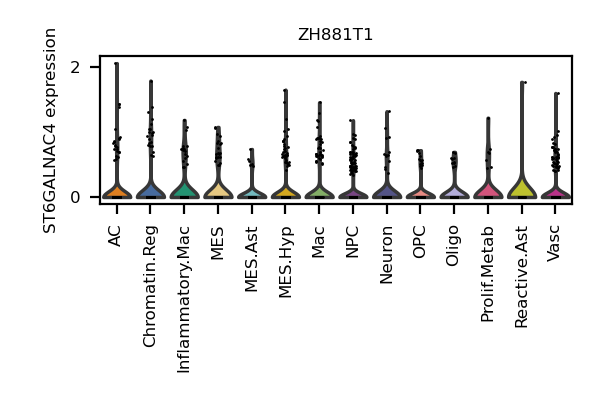 ZH881T1
ST6GALNAC4 expression
2
0
AC
Chromatin.Reg
Inflammatory.Mac
MES
MES.Ast
MES.Hyp
Mac
NPC
Neuron
OPC
Oligo
Prolif.Metab
Reactive.Ast
Vasc